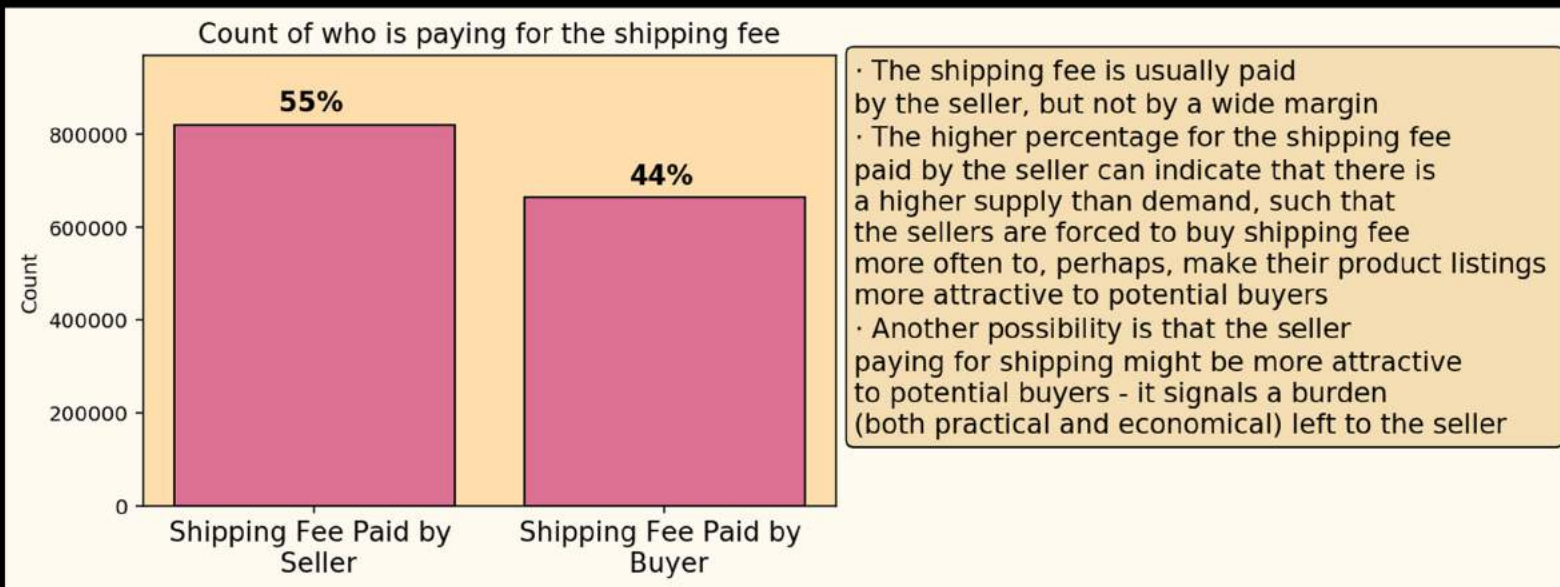 Count of who is paying for the shipping fee
55%
44%
Count
800000
600000
400000
200000
0
Shipping Fee Paid by
Seller
Shipping Fee Paid by
Buyer
· The shipping fee is usually paid
by the seller, but not by a wide margin
· The higher percentage for the shipping fee
paid by the seller can indicate that there is
a higher supply than demand, such that
the sellers are forced to buy shipping fee
more often to, perhaps, make their product listings
more attractive to potential buyers
· Another possibility is that the seller
paying for shipping might be more attractive
to potential buyers - it signals a burden
(both practical and economical) left to the seller